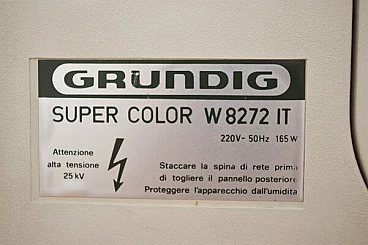 GRUNDIG
SUPER COLOR W 8272 IT
220V~ 50Hz 165 W
Attenzione
alta tensione
25 kV
Staccare la spina di rete prima
di togliere il pannello posteriore
Proteggere l'apparecchio dall'umidita